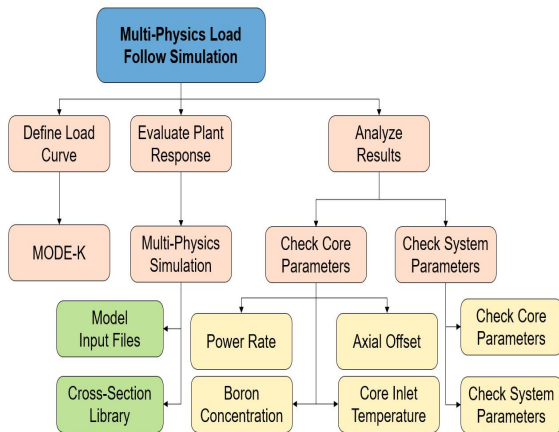 Multi-Physics Load
Follow Simulation
Define Load
Curve
Evaluate Plant
Response
Analyze
Results
MODE-K
Multi-Physics
Simulation
Check Core
Parameters
Check System
Parameters
Model
Input Files
Power Rate
Axial Offset
Check Core
Parameters
Cross-Section
Library
Boron
Concentration
Core Inlet
Temperature
Check System
Parameters